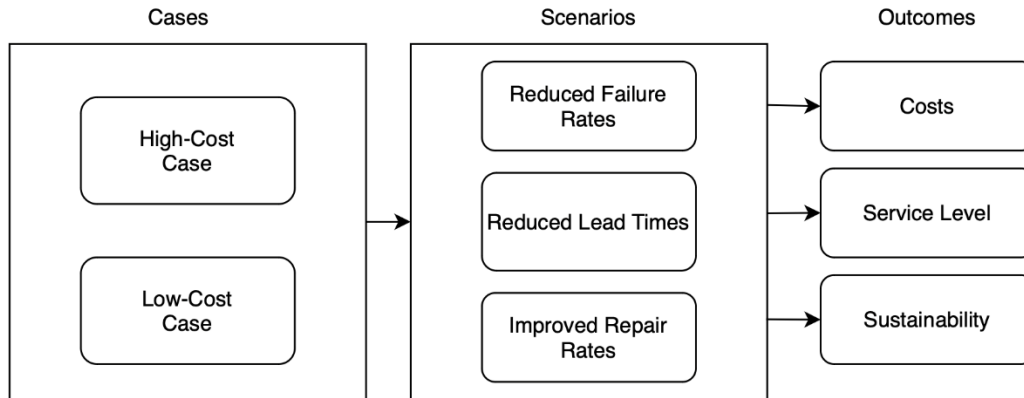 Cases
Scenarios
Outcomes
High-Cost
Case
Low-Cost
Case
Reduced Failure
Rates
Reduced Lead Times
Improved Repair
Rates
Costs
Service Level
Sustainability